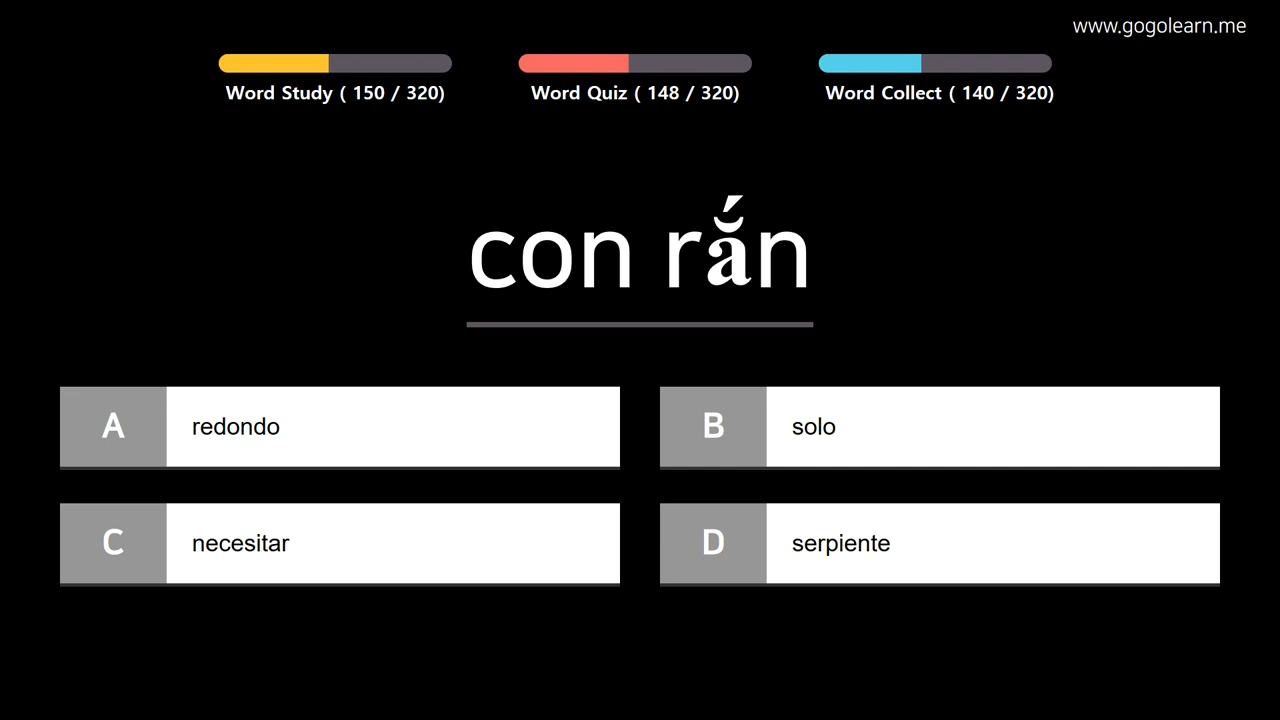 www.gogolearn.me
Word Study ( 150 / 320)
Word Quiz ( 148 / 320)
Word Collect ( 140 / 320)
con rắn
A redondo
B solo
C necesitar
D serpiente